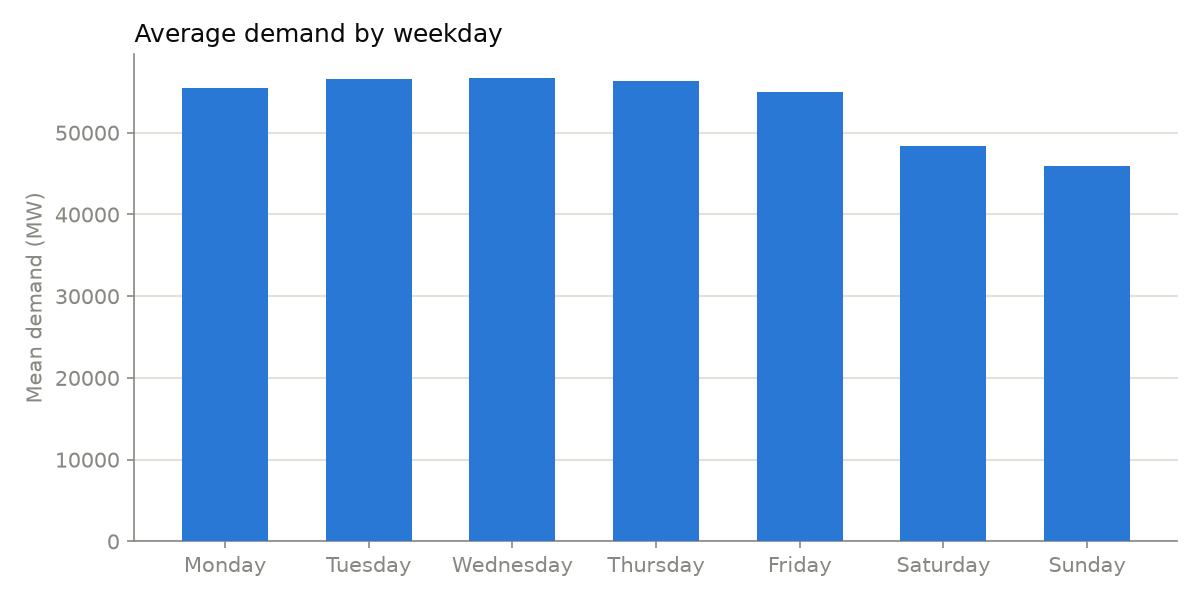 Average demand by weekday
Mean demand (MW)
50000
40000
30000
20000
10000
0
Monday Tuesday Wednesday Thursday Friday Saturday Sunday